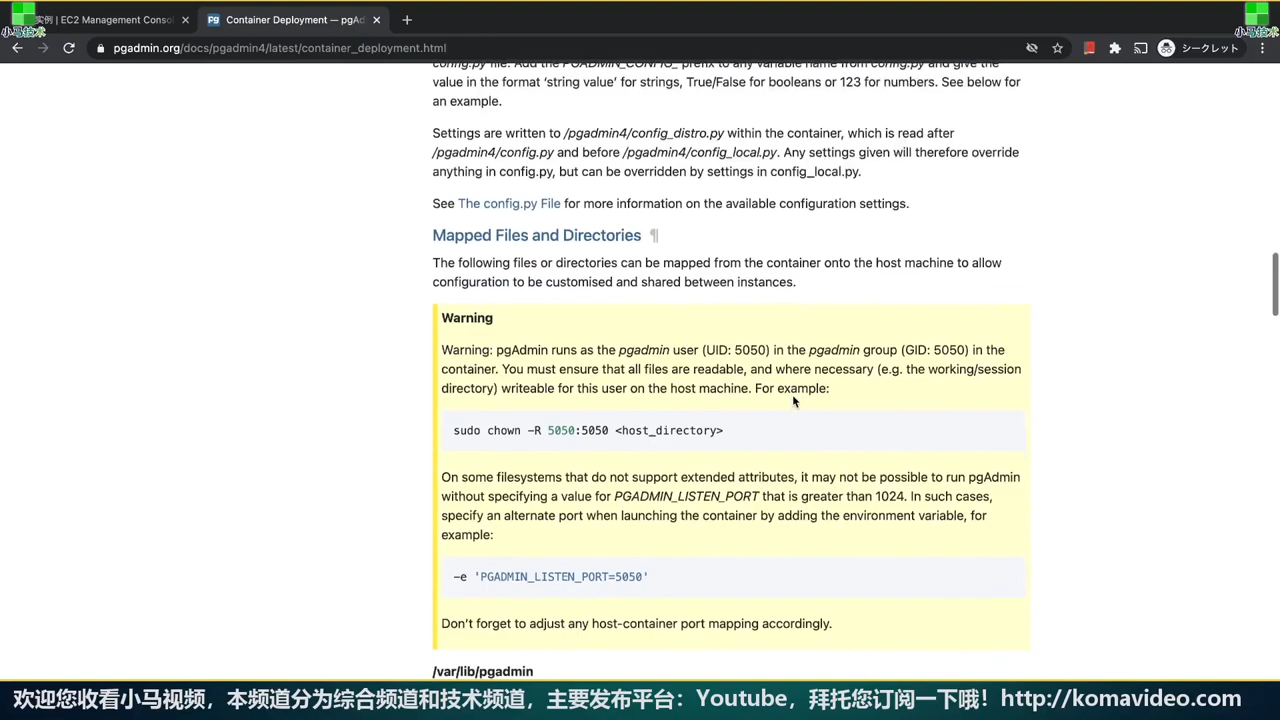 实例 | EC2 Management Conso
Container Deployment — pgAd
小马技术
小马技术
pgadmin.org/docs/pgadmin4/latest/container_deployment.html
シークレット
config.py file. Add the PGADMIN_CONFIG_ prefix to any variable name from config.py and give the
value in the format ‘string value’ for strings, True/False for booleans or 123 for numbers. See below for
an example.
Settings are written to /pgadmin4/config_distro.py within the container, which is read after
/pgadmin4/config.py and before /pgadmin4/config_local.py. Any settings given will therefore override
anything in config.py, but can be overridden by settings in config_local.py.
See The config.py File for more information on the available configuration settings.
Mapped Files and Directories ¶
The following files or directories can be mapped from the container onto the host machine to allow
configuration to be customised and shared between instances.
Warning
Warning: pgAdmin runs as the pgadmin user (UID: 5050) in the pgadmin group (GID: 5050) in the
container. You must ensure that all files are readable, and where necessary (e.g. the working/session
directory) writeable for this user on the host machine. For example:
sudo chown -R 5050:5050 <host_directory>
On some filesystems that do not support extended attributes, it may not be possible to run pgAdmin
without specifying a value for PGADMIN_LISTEN_PORT that is greater than 1024. In such cases,
specify an alternate port when launching the container by adding the environment variable, for
example:
-e 'PGADMIN_LISTEN_PORT=5050'
Don’t forget to adjust any host-container port mapping accordingly.
/var/lib/pgadmin
欢迎您收看小马视频，本频道分为综合频道和技术频道，主要发布平台：Youtube，拜托您订阅一下哦！http://komavideo.com